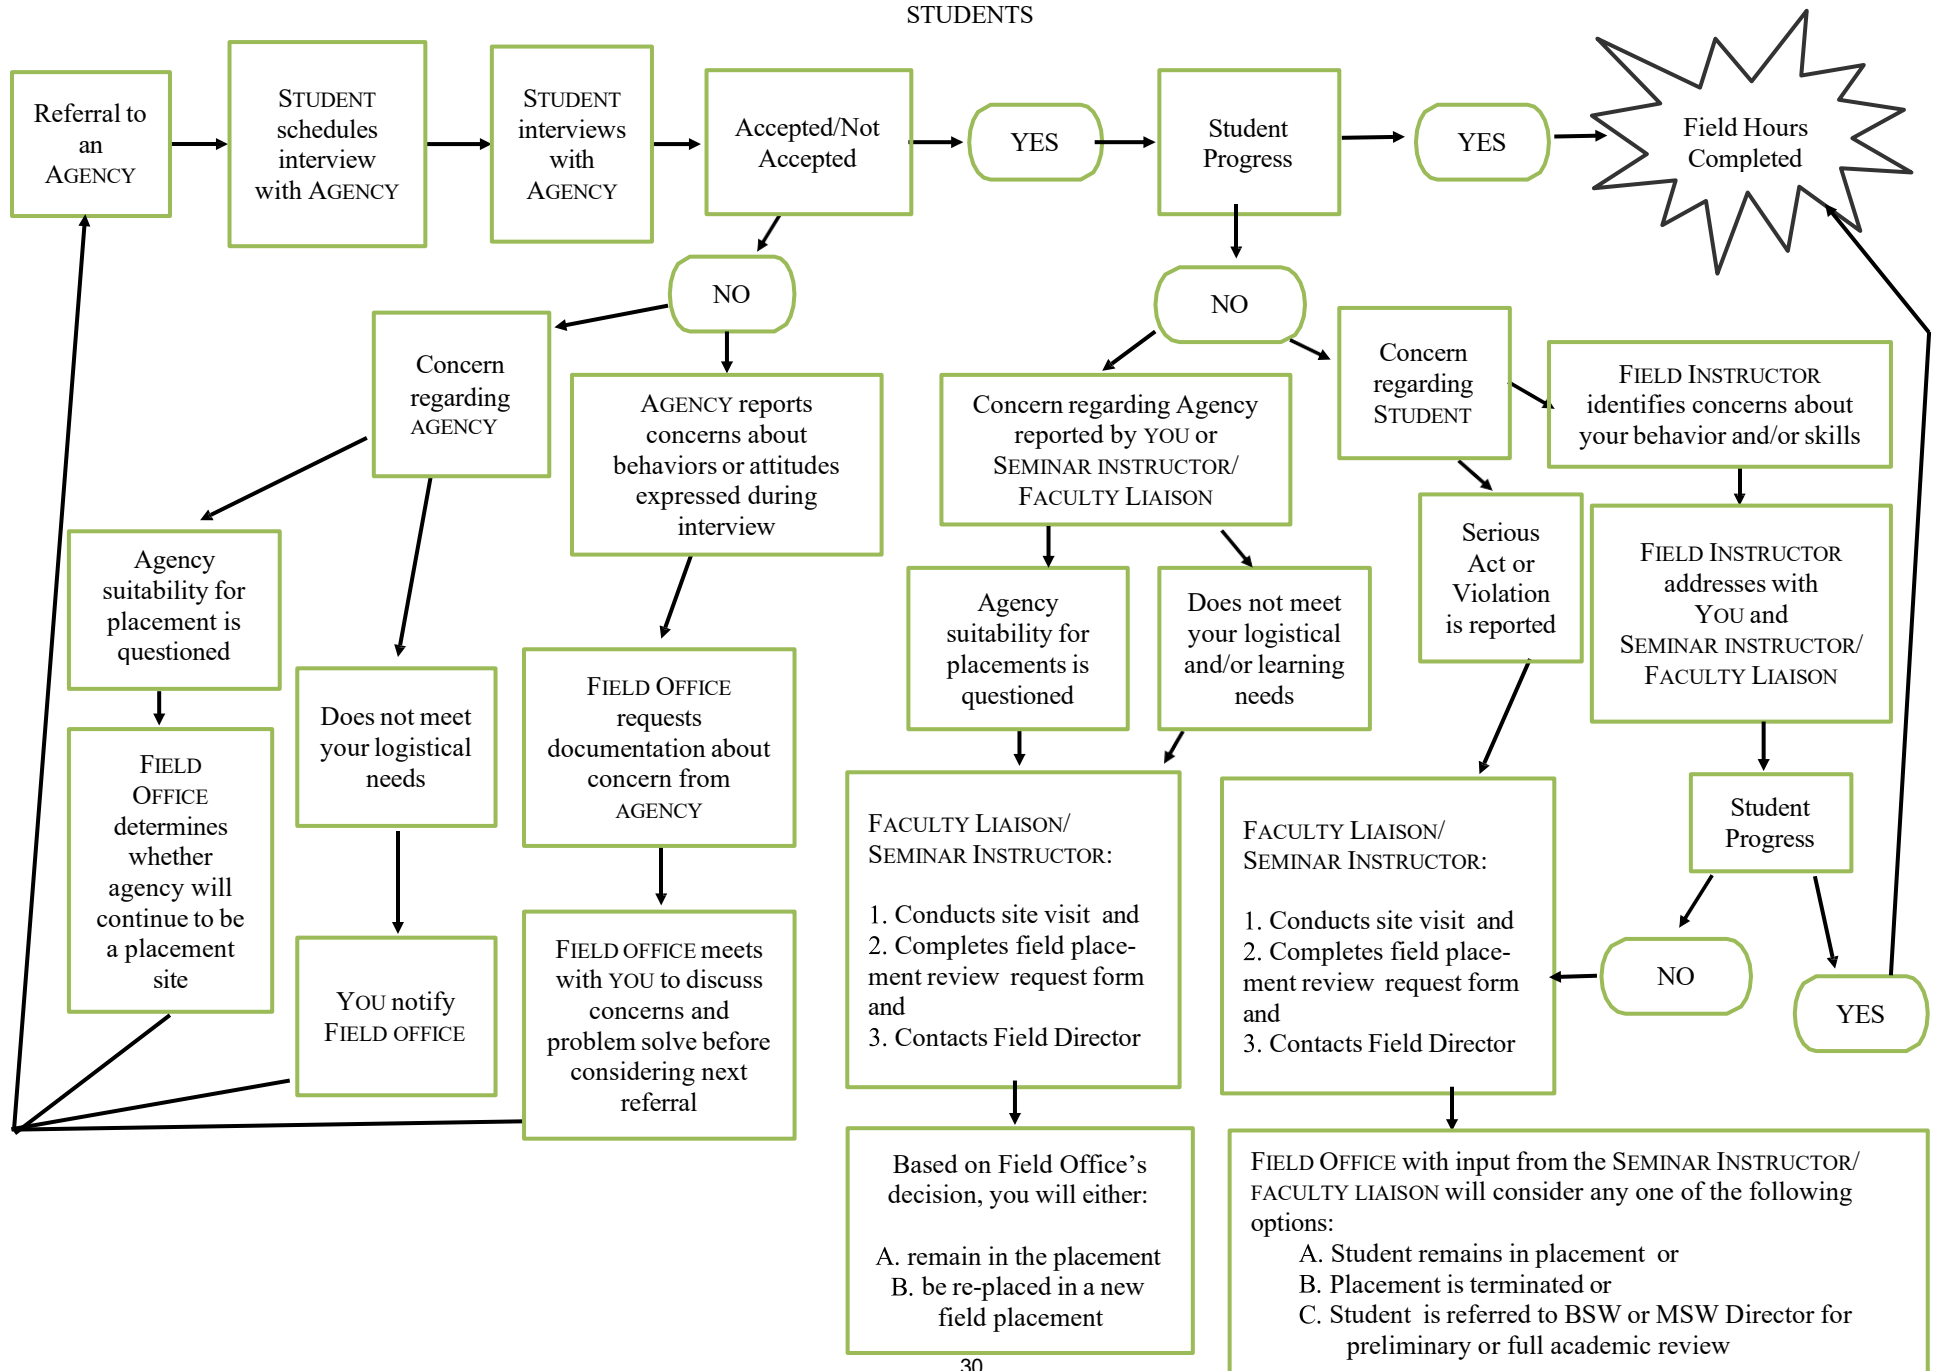 STUDENTS
Referral to
an
AGENCY
STUDENT
schedules
interview
with AGENCY
STUDENT
interviews
with
AGENCY
Accepted/Not
Accepted
YES
Student
Progress
YES
Field Hours
Completed
NO
NO
Concern
regarding
AGENCY
AGENCY reports
concerns about
behaviors or attitudes
expressed during
interview
Concern regarding Agency
reported by YOU or
SEMINAR INSTRUCTOR/
FACULTY LIAISON
Concern
regarding
STUDENT
FIELD INSTRUCTOR
identifies concerns about
your behavior and/or skills
Agency
suitability for
placement is
questioned
Does not meet
your logistical
needs
FIELD OFFICE
requests
documentation about
concern from
AGENCY
Agency
suitability for
placements is
questioned
Does not meet
your logistical
and/or learning
needs
Serious
Act or
Violation
is reported
FIELD INSTRUCTOR
addresses with
YOU and
SEMINAR INSTRUCTOR/
FACULTY LIAISON
FIELD
OFFICE
determines
whether
agency will
continue to be
a placement
site
YOU notify
FIELD OFFICE
FIELD OFFICE meets
with YOU to discuss
concerns and
problem solve before
considering next
referral
FACULTY LIAISON/
SEMINAR INSTRUCTOR:
1. Conducts site visit and
2. Completes field place-
ment review request form
and
3. Contacts Field Director
FACULTY LIAISON/
SEMINAR INSTRUCTOR:
1. Conducts site visit and
2. Completes field place-
ment review request form
and
3. Contacts Field Director
Student
Progress
NO
YES
Based on Field Office’s
decision, you will either:
A. remain in the placement
B. be re-placed in a new
field placement
FIELD OFFICE with input from the SEMINAR INSTRUCTOR/
FACULTY LIAISON will consider any one of the following
options:
A. Student remains in placement or
B. Placement is terminated or
C. Student is referred to BSW or MSW Director for
preliminary or full academic review
30